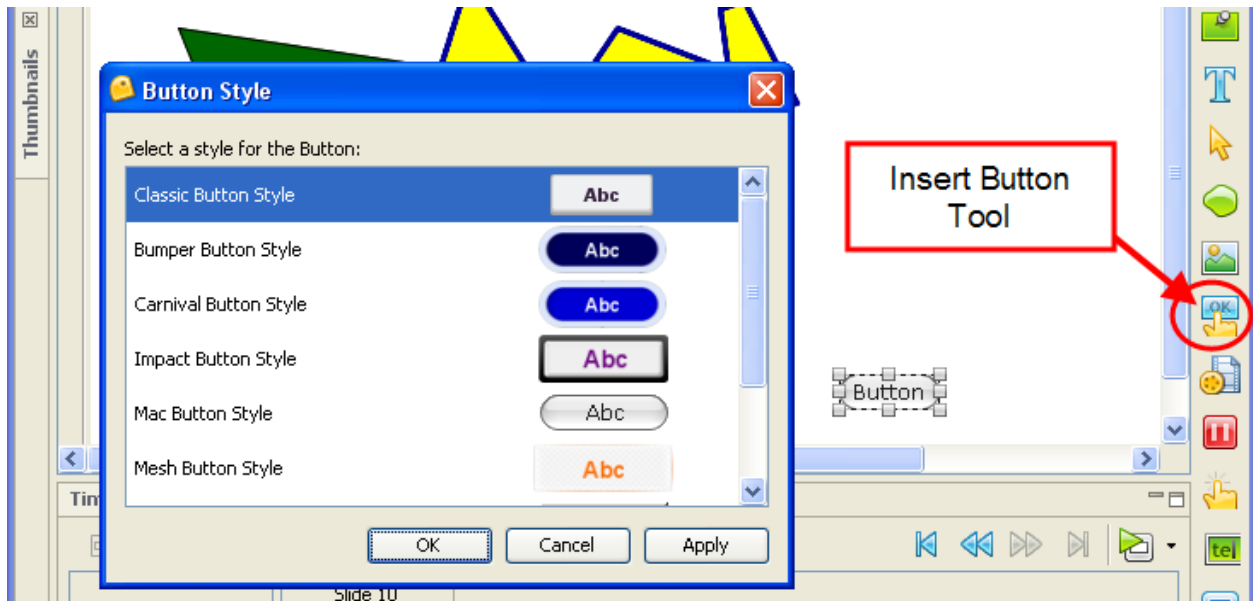 Thumbnails
Button Style
Select a style for the Button:
Classic Button Style Abc
Bumper Button Style Abc
Carnival Button Style Abc
Impact Button Style Abc
Mac Button Style Abc
Mesh Button Style Abc
OK Cancel Apply
Insert Button
Tool
OK
Button
Tim
tel
Slide 10